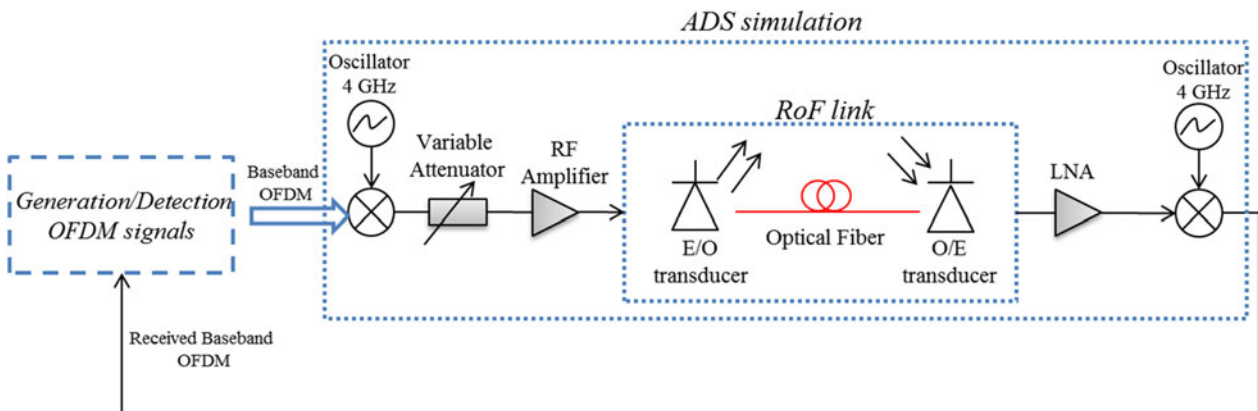 ADS simulation
Oscillator
4 GHz
Variable
Attenuator
RF
Amplifier
RoF link
Oscillator
4 GHz
LNA
Baseband
OFDM
Generation/Detection
OFDM signals
Optical Fiber
E/O
transducer
O/E
transducer
Received Baseband
OFDM